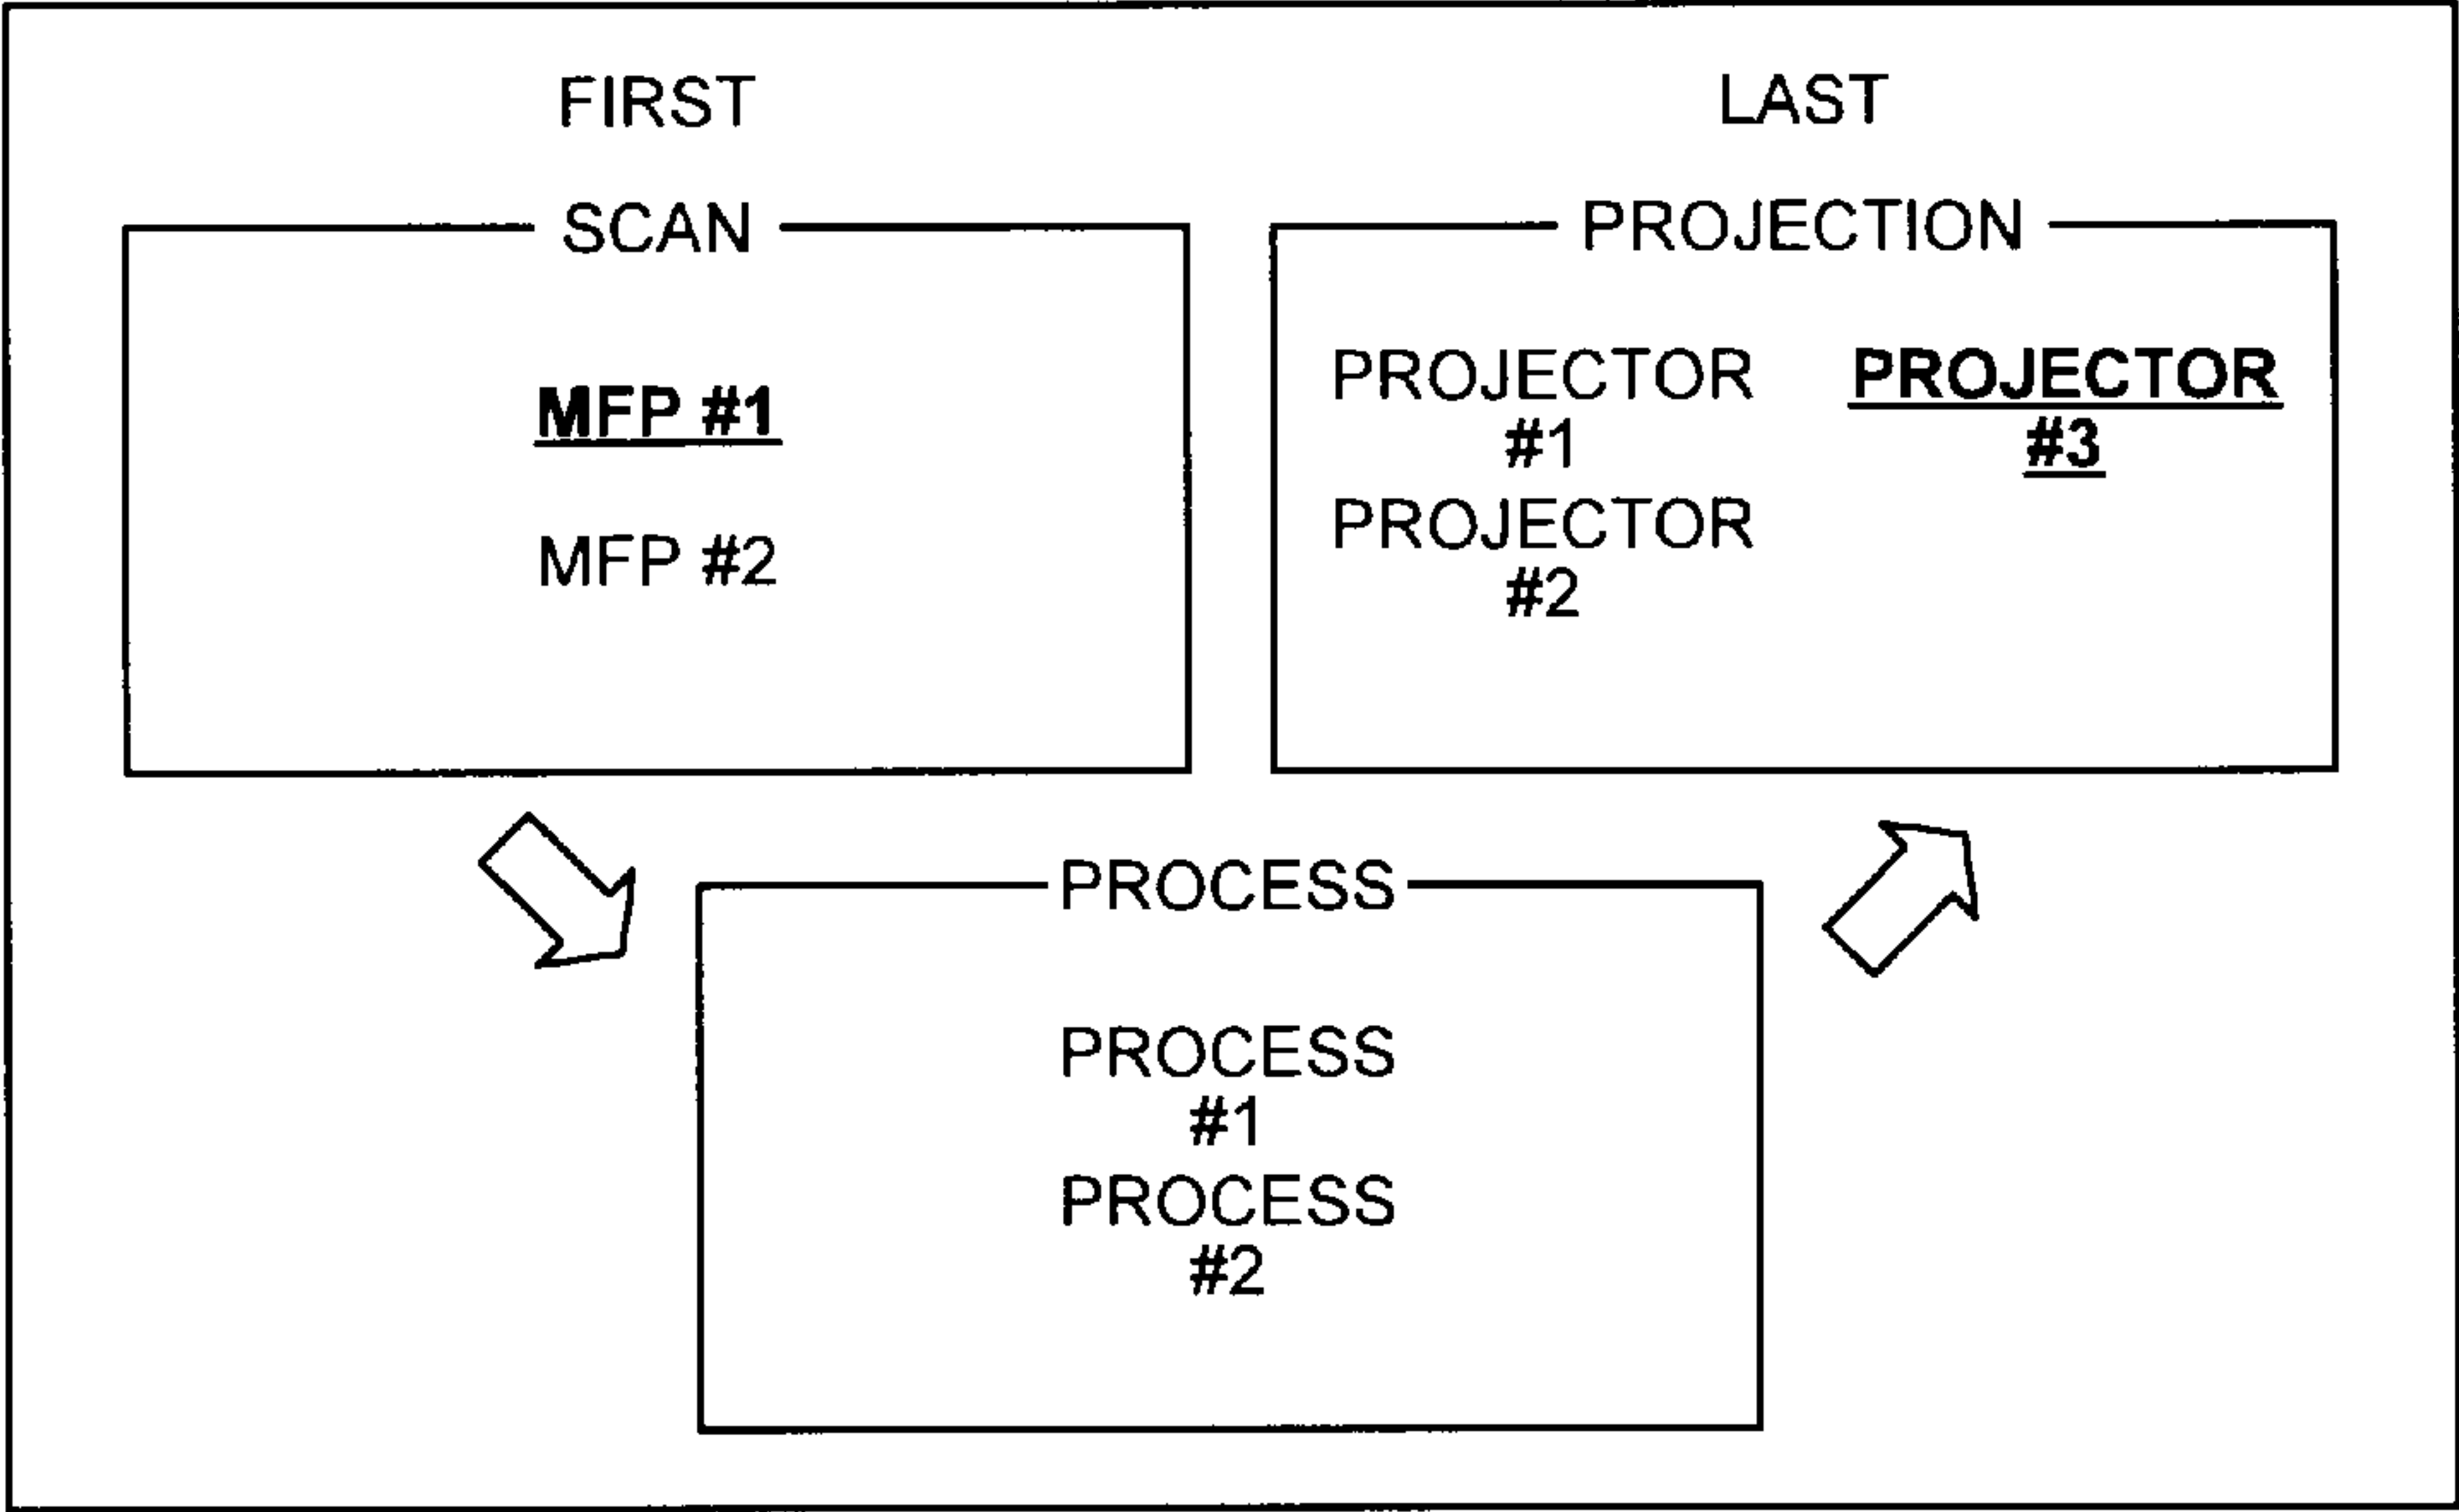 FIRST
LAST
SCAN
PROJECTION
MFP #1
MFP #2
PROJECTOR
#1
PROJECTOR
#2
PROJECTOR
#3
PROCESS
PROCESS
#1
PROCESS
#2